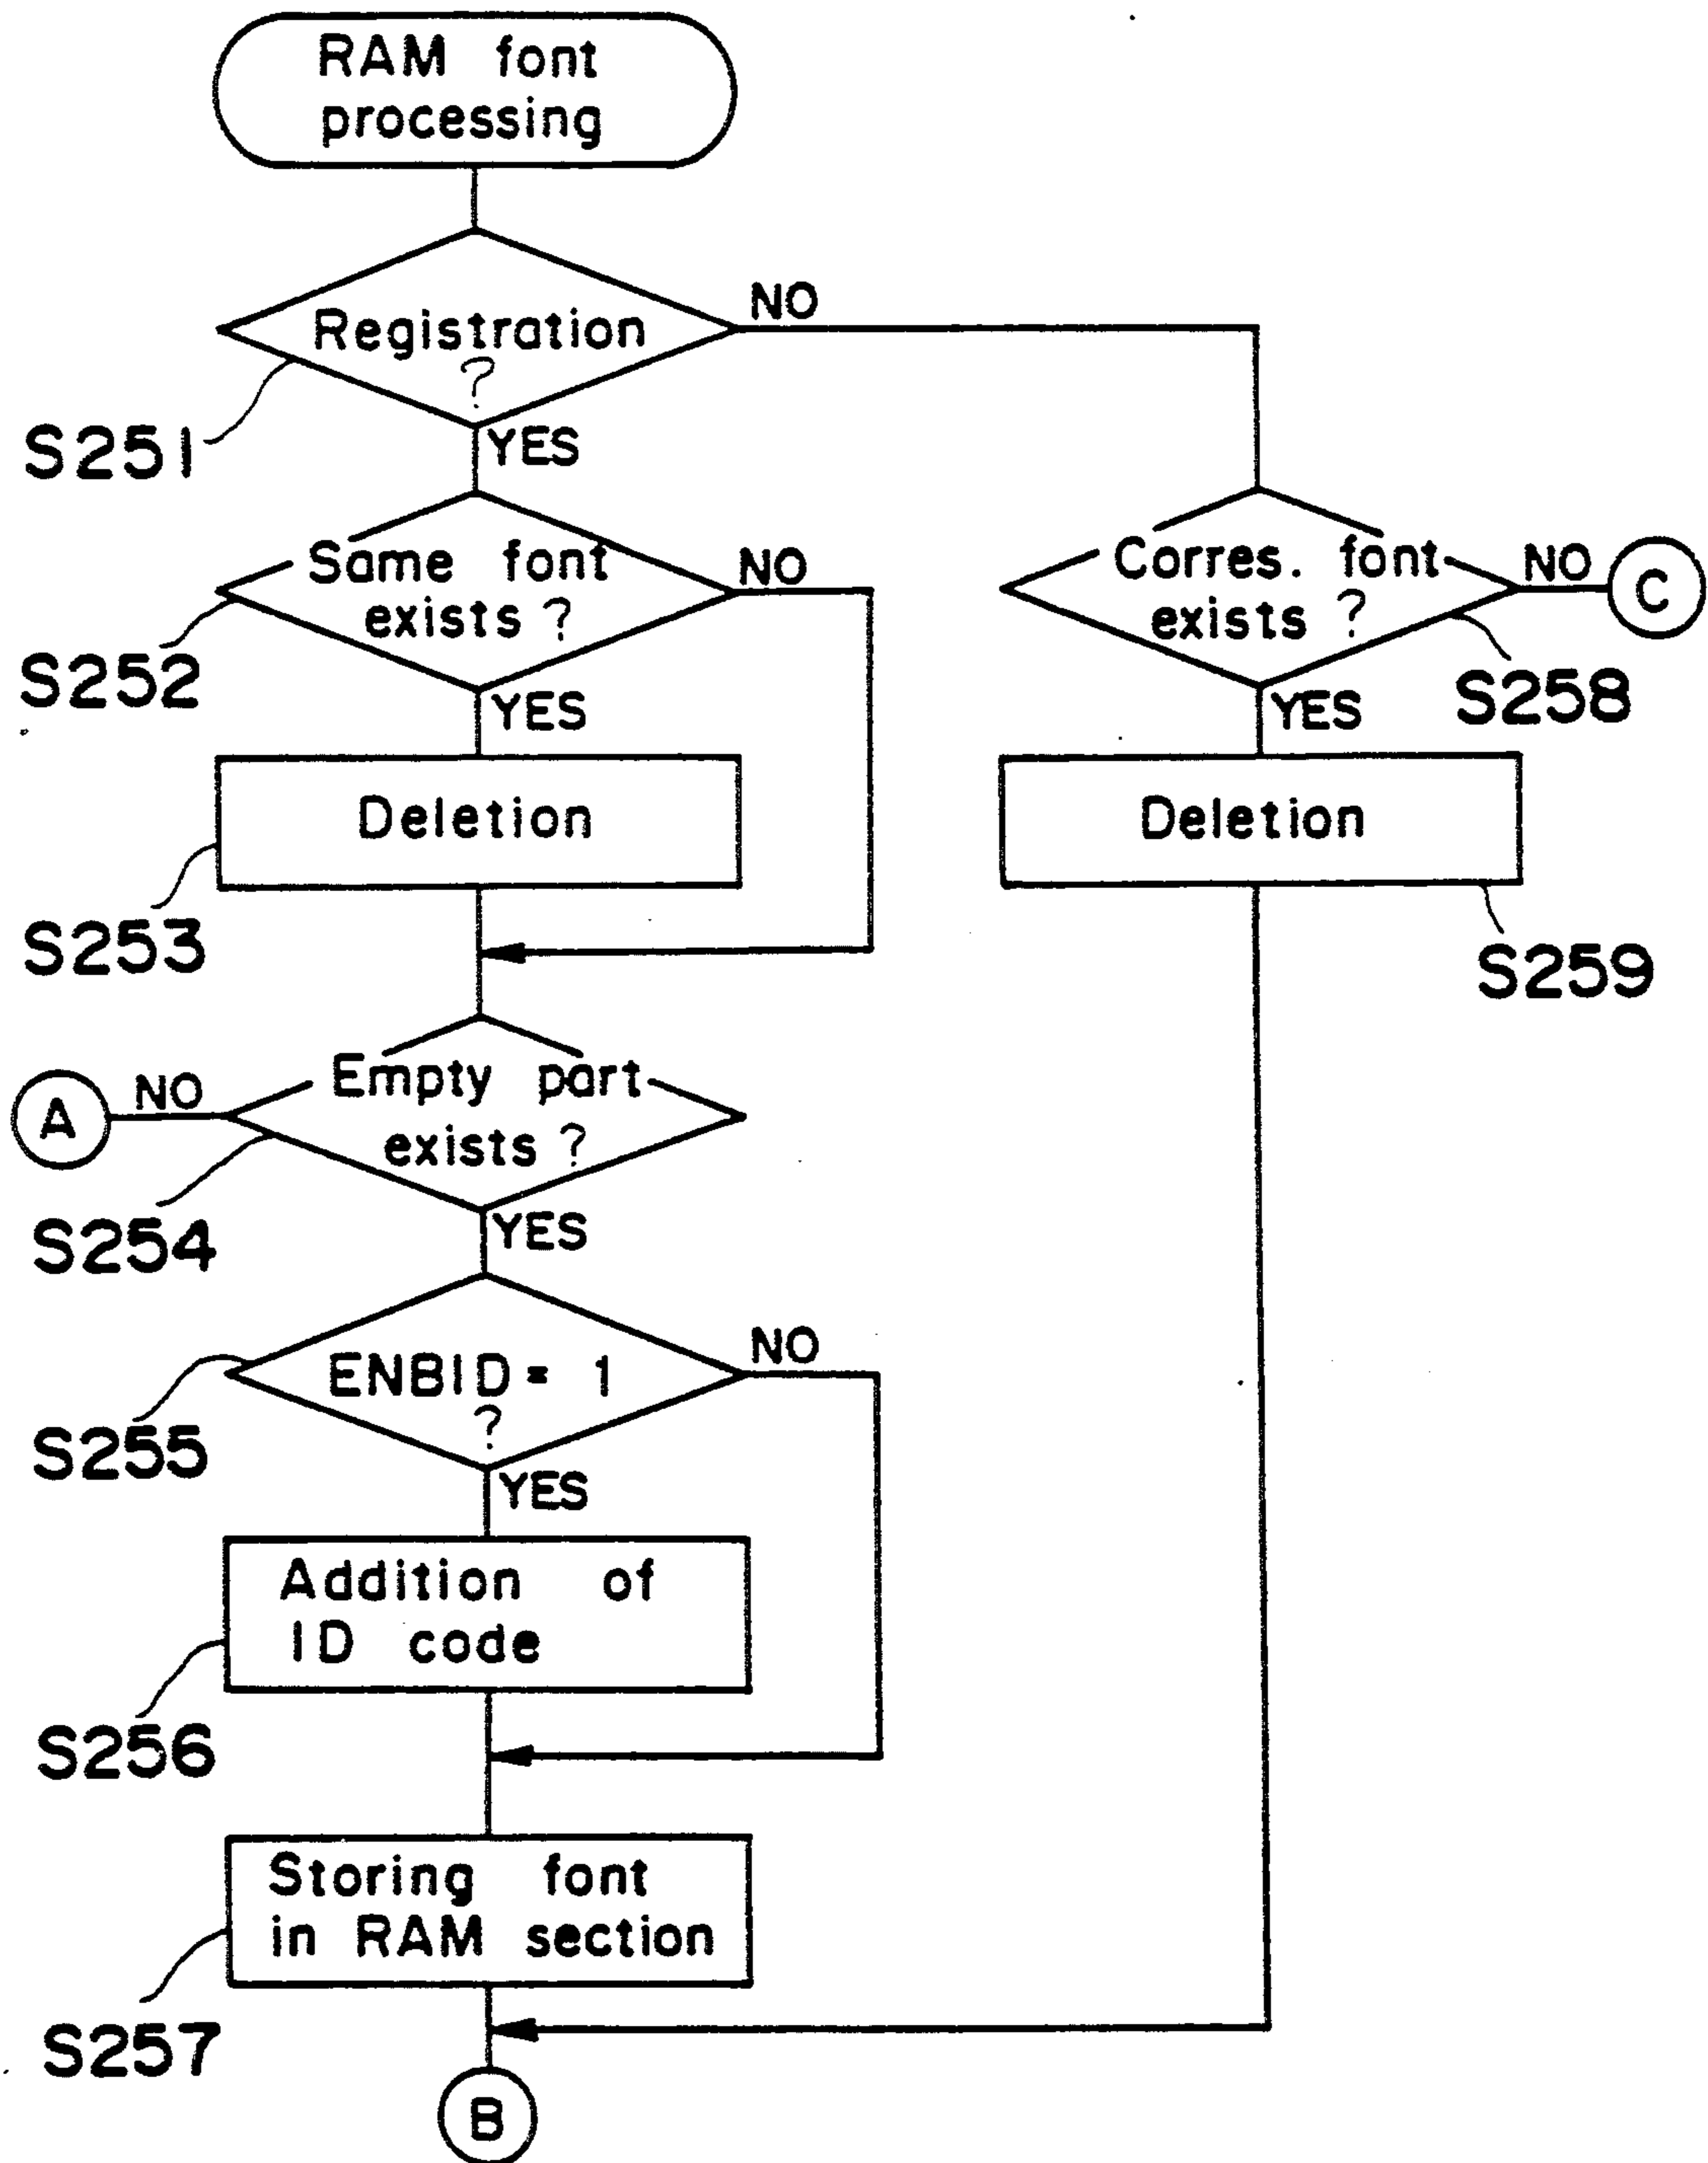 RAM font
processing
Registration
?
NO
S251
YES
Same font
exists ?
NO
S252
YES
Corres. font
exists ?
NO
C
S258
YES
Deletion
S253
Deletion
S259
Empty part
exists ?
NO
A
S254
YES
ENBID = 1
?
NO
S255
YES
Addition of
ID code
S256
Storing font
in RAM section
S257
B